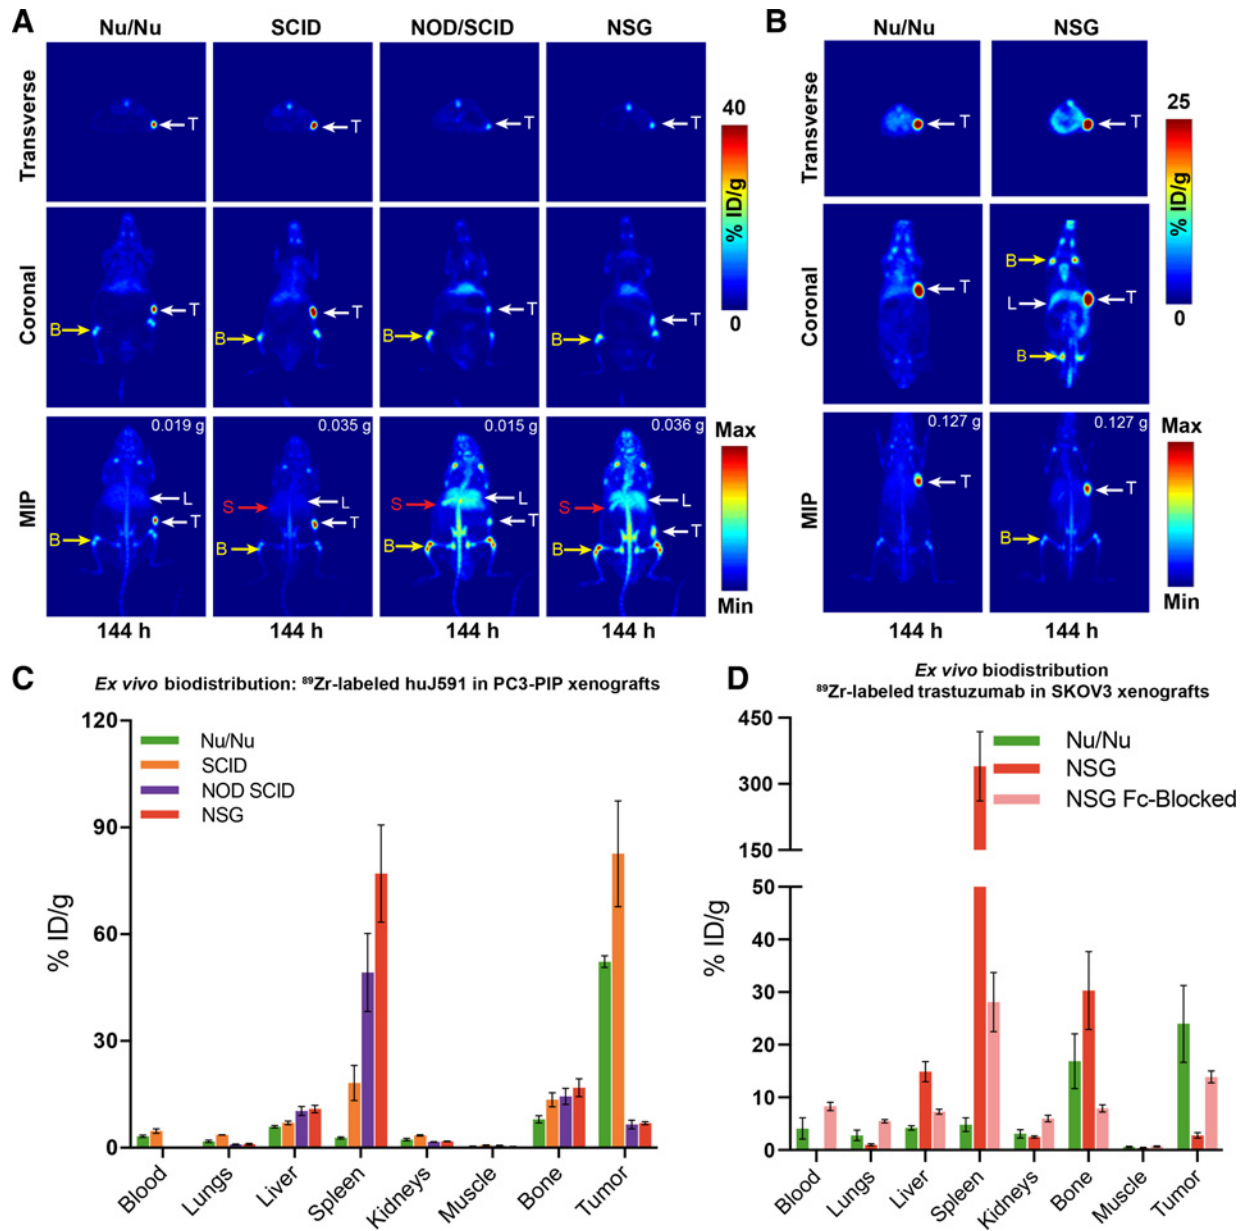 A
Nu/Nu SCID NOD/SCID NSG
Transverse
T T T T
40
% ID/g
0
Coronal
B T B T B T B T
MIP
0.019 g 0.035 g 0.015 g 0.036 g
L S L S L S L
T T T T
B B B B
Max
Min
144 h 144 h 144 h 144 h
B
Nu/Nu NSG
Transverse
T T
25
% ID/g
0
Coronal
B
T L T
B
MIP
0.127 g 0.127 g
T T
B
Max
Min
144 h 144 h
C
Ex vivo biodistribution: ⁸⁹Zr-labeled huJ591 in PC3-PIP xenografts
Nu/Nu
SCID
NOD SCID
NSG
% ID/g
120
90
60
30
0
Blood Lungs Liver Spleen Kidneys Muscle Bone Tumor
D
Ex vivo biodistribution
⁸⁹Zr-labeled trastuzumab in SKOV3 xenografts
Nu/Nu
NSG
NSG Fc-Blocked
% ID/g
450
300
150
50
40
30
20
10
0
Blood Lungs Liver Spleen Kidneys Bone Muscle Tumor